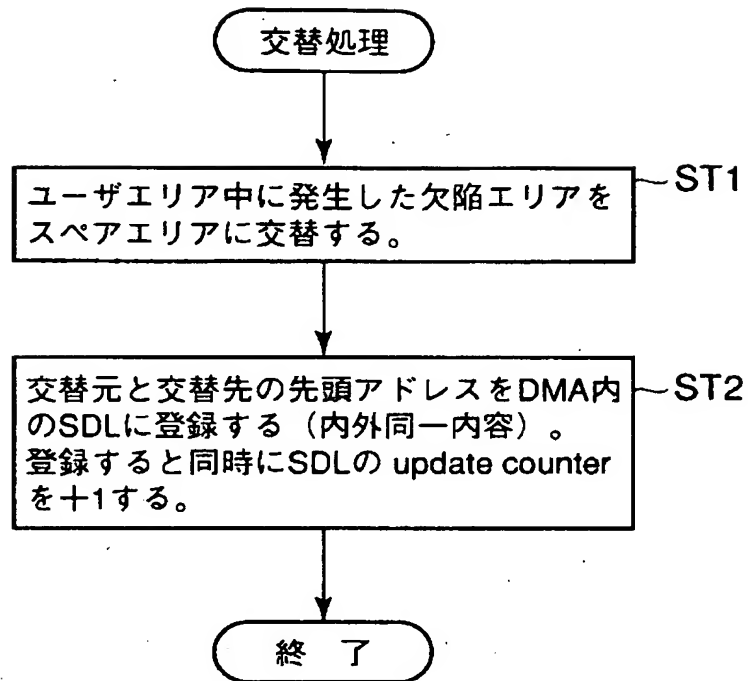 交替処理
ST1
ユーザエリア中に発生した欠陥エリアを
スペアエリアに交替する。
ST2
交替元と交替先の先頭アドレスをDMA内
のSDLに登録する（内外同一内容）。
登録すると同時にSDLの update counter
を＋1する。
終 了